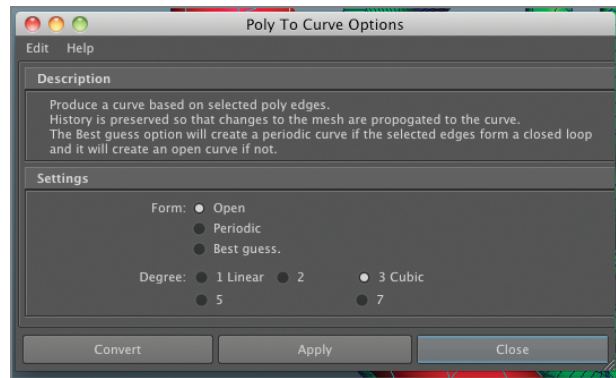 Poly To Curve Options
Edit Help
Description
Produce a curve based on selected poly edges.
History is preserved so that changes to the mesh are propogated to the curve.
The Best guess option will create a periodic curve if the selected edges form a closed loop
and it will create an open curve if not.
Settings
Form: Open
Periodic
Best guess.
Degree: 1 Linear 2 3 Cubic
5 7
Convert Apply Close